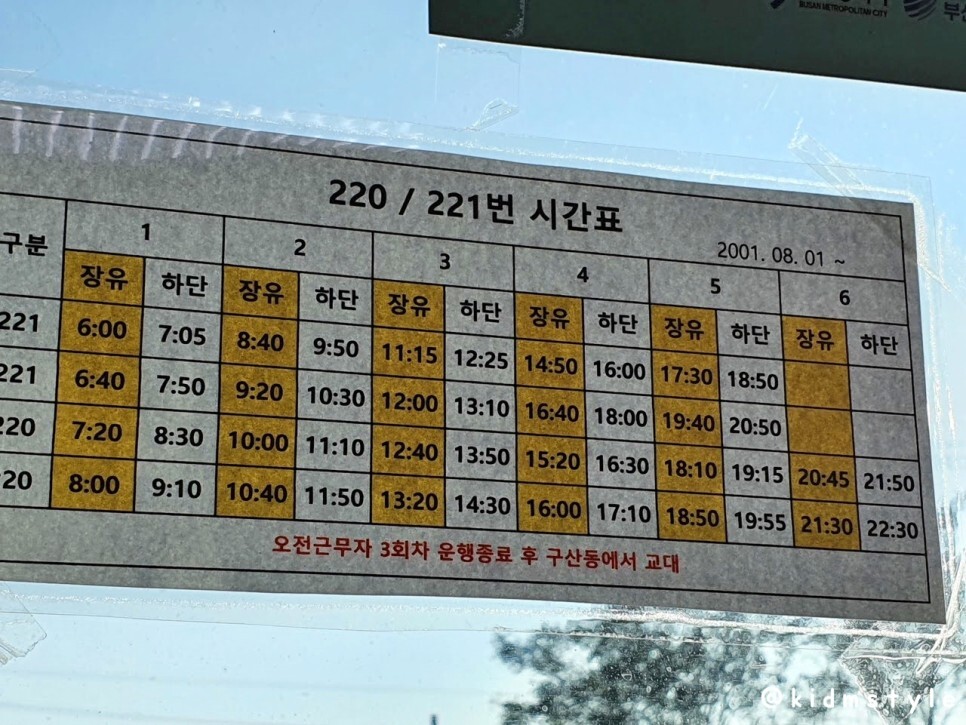 BUSAN METROPOLITAN CITY
부산
220 / 221번 시간표
2001. 08. 01 ~
구분 1 2 3 4 5 6
장유 하단 장유 하단 장유 하단 장유 하단 장유 하단 장유 하단
221 6:00 7:05 8:40 9:50 11:15 12:25 14:50 16:00 17:30 18:50
221 6:40 7:50 9:20 10:30 12:00 13:10 16:40 18:00 19:40 20:50
220 7:20 8:30 10:00 11:10 12:40 13:50 15:20 16:30 18:10 19:15 20:45 21:50
220 8:00 9:10 10:40 11:50 13:20 14:30 16:00 17:10 18:50 19:55 21:30 22:30
오전근무자 3회차 운행종료 후 구산동에서 교대
@kidmstyle